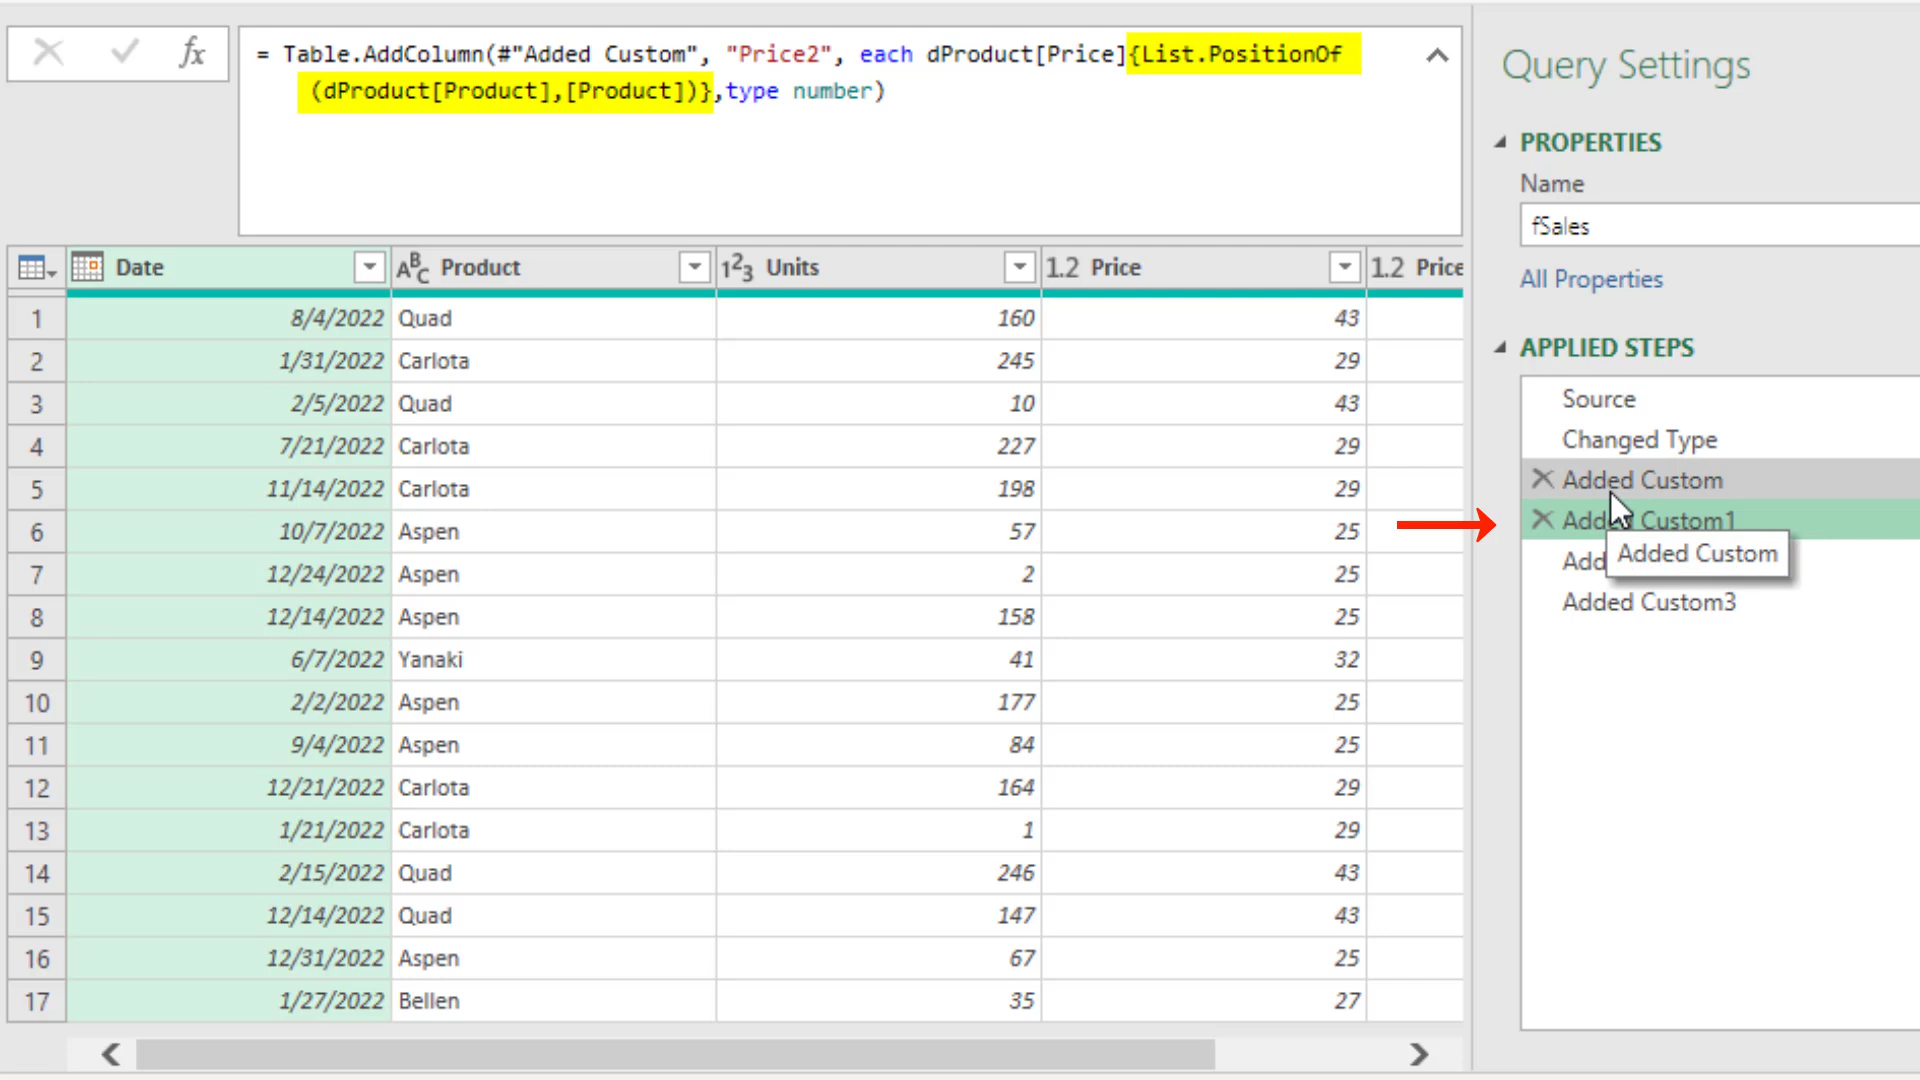 fx
= Table.AddColumn(#"Added Custom", "Price2", each dProduct[Price]{List.PositionOf
(dProduct[Product],[Product])},type number)
Query Settings
PROPERTIES
Name
fSales
All Properties
APPLIED STEPS
Source
Changed Type
Added Custom
Added Custom1
Added Custom
Add
Added Custom3
Date ABC Product 123 Units 1.2 Price 1.2 Price
1 8/4/2022 Quad 160 43
2 1/31/2022 Carlota 245 29
3 2/5/2022 Quad 10 43
4 7/21/2022 Carlota 227 29
5 11/14/2022 Carlota 198 29
6 10/7/2022 Aspen 57 25
7 12/24/2022 Aspen 2 25
8 12/14/2022 Aspen 158 25
9 6/7/2022 Yanaki 41 32
10 2/2/2022 Aspen 177 25
11 9/4/2022 Aspen 84 25
12 12/21/2022 Carlota 164 29
13 1/21/2022 Carlota 1 29
14 2/15/2022 Quad 246 43
15 12/14/2022 Quad 147 43
16 12/31/2022 Aspen 67 25
17 1/27/2022 Bellen 35 27